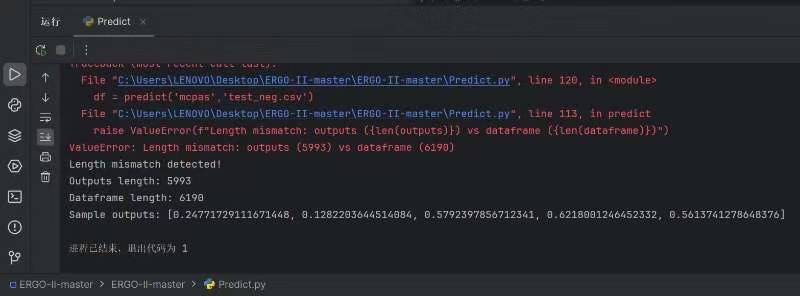 运行
Predict
Traceback (most recent call last):
File "C:\Users\LENOVO\Desktop\ERGO-II-master\ERGO-II-master\Predict.py", line 120, in <module>
df = predict('mcpas','test_neg.csv')
File "C:\Users\LENOVO\Desktop\ERGO-II-master\ERGO-II-master\Predict.py", line 113, in predict
raise ValueError(f"Length mismatch: outputs ({len(outputs)}) vs dataframe ({len(dataframe)})")
ValueError: Length mismatch: outputs (5993) vs dataframe (6190)
Length mismatch detected!
Outputs length: 5993
Dataframe length: 6190
Sample outputs: [0.24771729111671448, 0.1282203644514084, 0.5792397856712341, 0.6218001246452332, 0.5613741278648376]
进程已结束，退出代码为 1
ERGO-II-master > ERGO-II-master > Predict.py